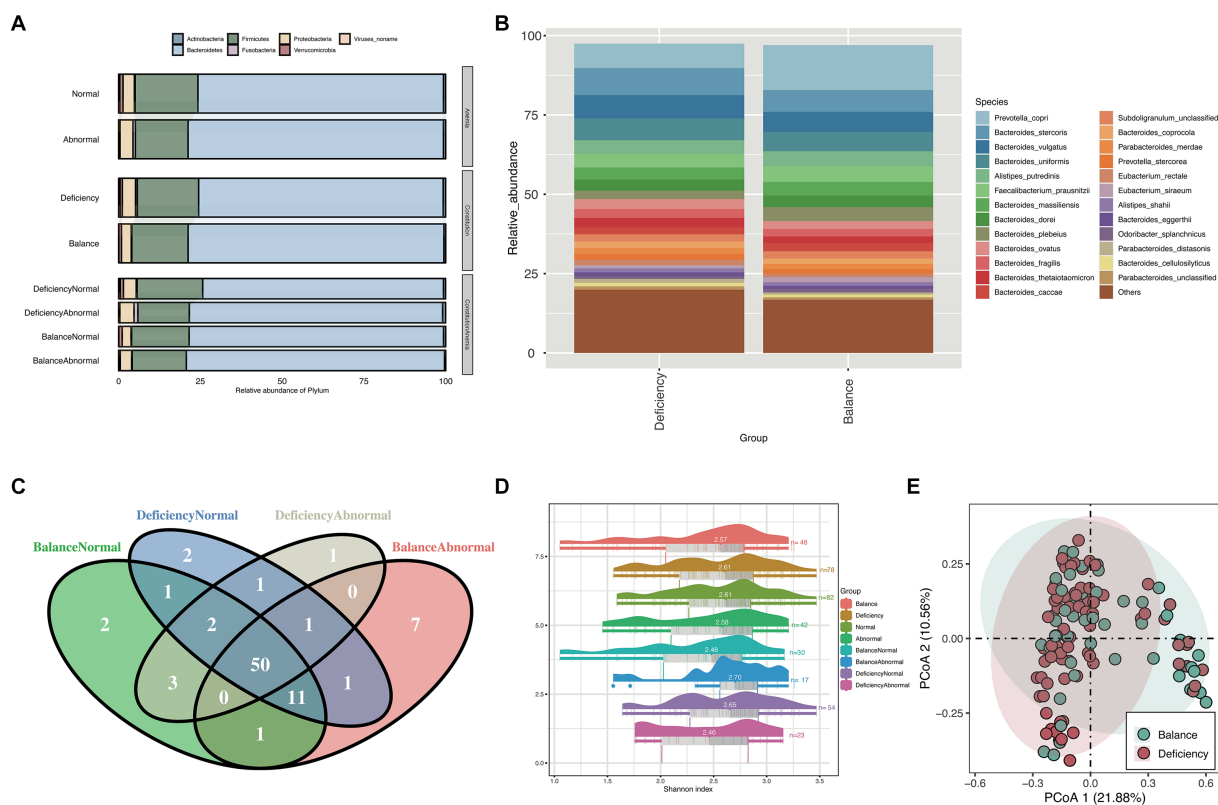 A
Actinobacteria Firmicutes Proteobacteria Viruses_noname
Bacteroidetes Fusobacteria Verrucomicrobia
Normal
Abnormal
Anemia
Deficiency
Balance
Constitution
DeficiencyNormal
DeficiencyAbnormal
BalanceNormal
BalanceAbnormal
ConstitutionAnemia
0 25 50 75 100
Relative abundance of Plylum
B
100
75
50
25
0
Relative_abundance
Deficiency
Balance
Group
Species
Prevotella_copri
Bacteroides_stercoris
Bacteroides_vulgatus
Bacteroides_uniformis
Alistipes_putredinis
Faecalibacterium_prausnitzii
Bacteroides_massiliensis
Bacteroides_dorei
Bacteroides_plebeius
Bacteroides_ovatus
Bacteroides_fragilis
Bacteroides_thetaiotaomicron
Bacteroides_caccae
Subdoligranulum_unclassified
Bacteroides_coprocola
Parabacteroides_merdae
Prevotella_stercorea
Eubacterium_rectale
Eubacterium_siraeum
Alistipes_shahii
Bacteroides_eggerthii
Odoribacter_splanchnicus
Parabacteroides_distasonis
Bacteroides_cellulosilyticus
Parabacteroides_unclassified
Others
C
DeficiencyNormal DeficiencyAbnormal
BalanceNormal BalanceAbnormal
2 1
1 1 0
2 2 1 7
50
3 0 11 1
1
D
7.5
5.0
2.5
0.0
2.57 n= 48
2.61 n=78
2.61 n=82
2.58 n=42
2.48 n=30
2.70 n= 17
2.65 n= 54
2.46 n=23
1.0 1.5 2.0 2.5 3.0 3.5
Shannon index
Group
Balance
Deficiency
Normal
Abnormal
BalanceNormal
BalanceAbnormal
DeficiencyNormal
DeficiencyAbnormal
E
0.25
0.00
−0.25
PCoA 2 (10.56%)
Balance
Deficiency
−0.6 −0.3 0.0 0.3 0.6
PCoA 1 (21.88%)